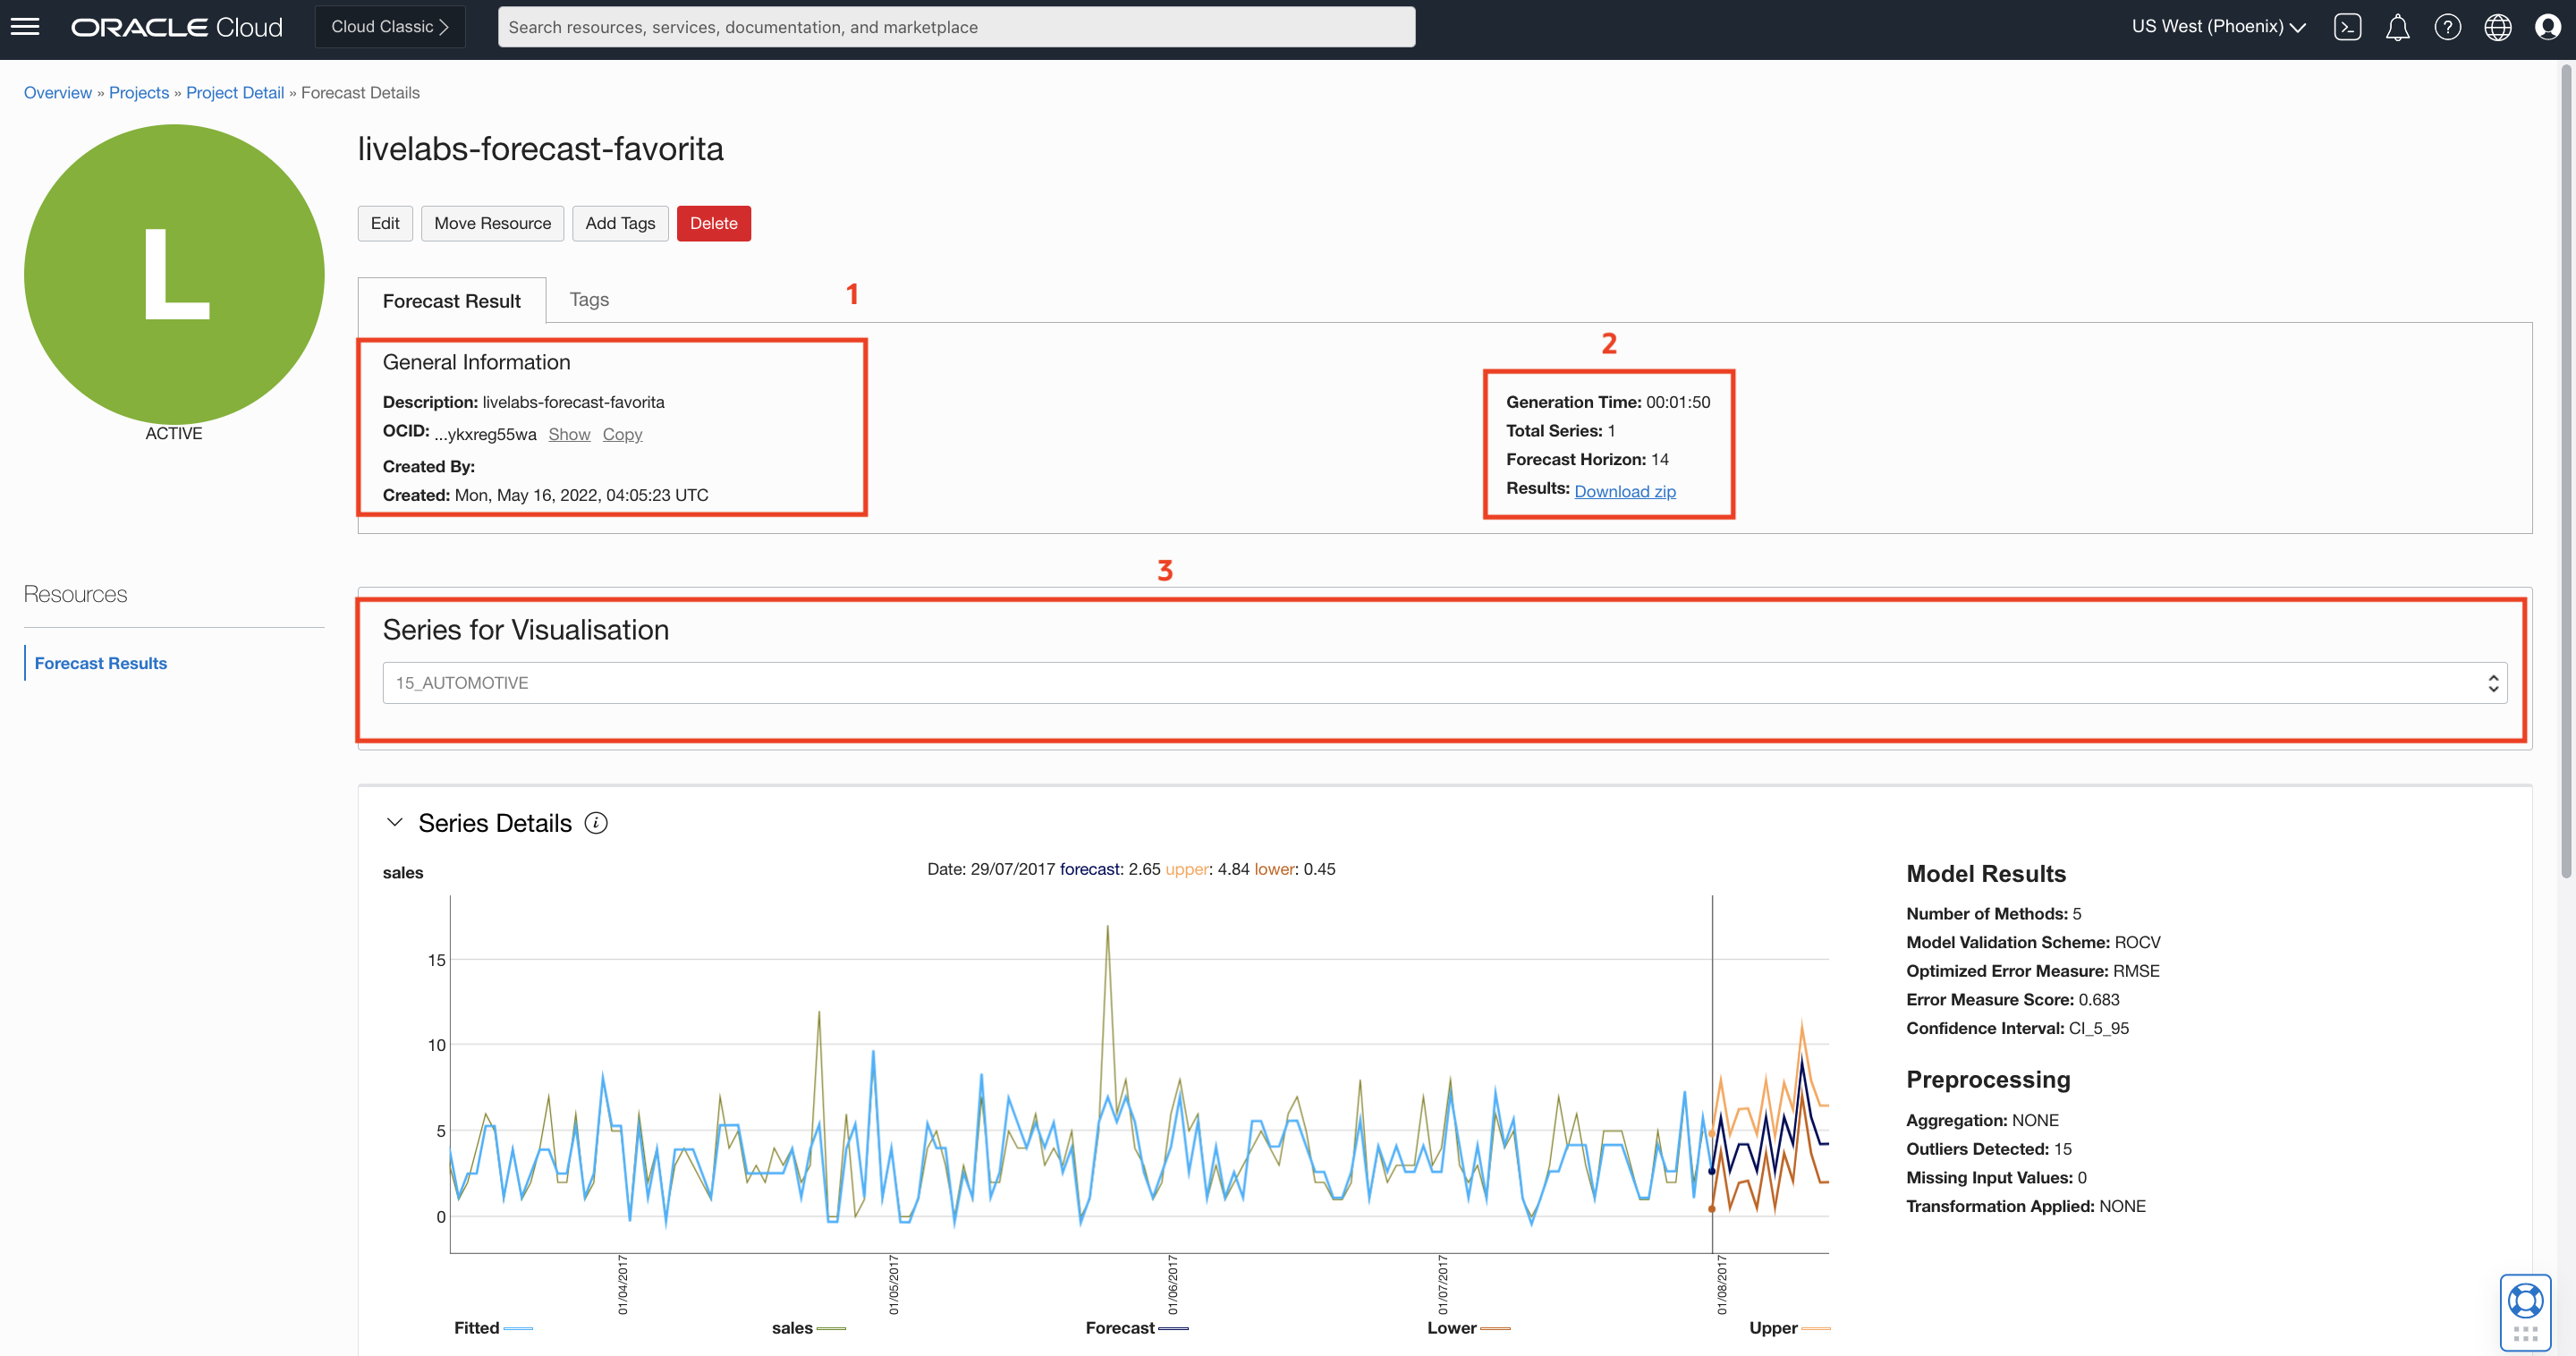 ORACLE Cloud
Cloud Classic
Search resources, services, documentation, and marketplace
US West (Phoenix)
Overview » Projects » Project Detail » Forecast Details
L
ACTIVE
livelabs-forecast-favorita
Edit
Move Resource
Add Tags
Delete
Forecast Result
Tags
1
General Information
Description: livelabs-forecast-favorita
OCID: ...ykxreg55wa Show Copy
Created By:
Created: Mon, May 16, 2022, 04:05:23 UTC
2
Generation Time: 00:01:50
Total Series: 1
Forecast Horizon: 14
Results: Download zip
Resources
Forecast Results
3
Series for Visualisation
15_AUTOMOTIVE
Series Details i
sales
Date: 29/07/2017 forecast: 2.65 upper: 4.84 lower: 0.45
15
10
5
0
01/04/2017
01/05/2017
01/06/2017
01/07/2017
01/08/2017
Fitted
sales
Forecast
Lower
Upper
Model Results
Number of Methods: 5
Model Validation Scheme: ROCV
Optimized Error Measure: RMSE
Error Measure Score: 0.683
Confidence Interval: CI_5_95
Preprocessing
Aggregation: NONE
Outliers Detected: 15
Missing Input Values: 0
Transformation Applied: NONE